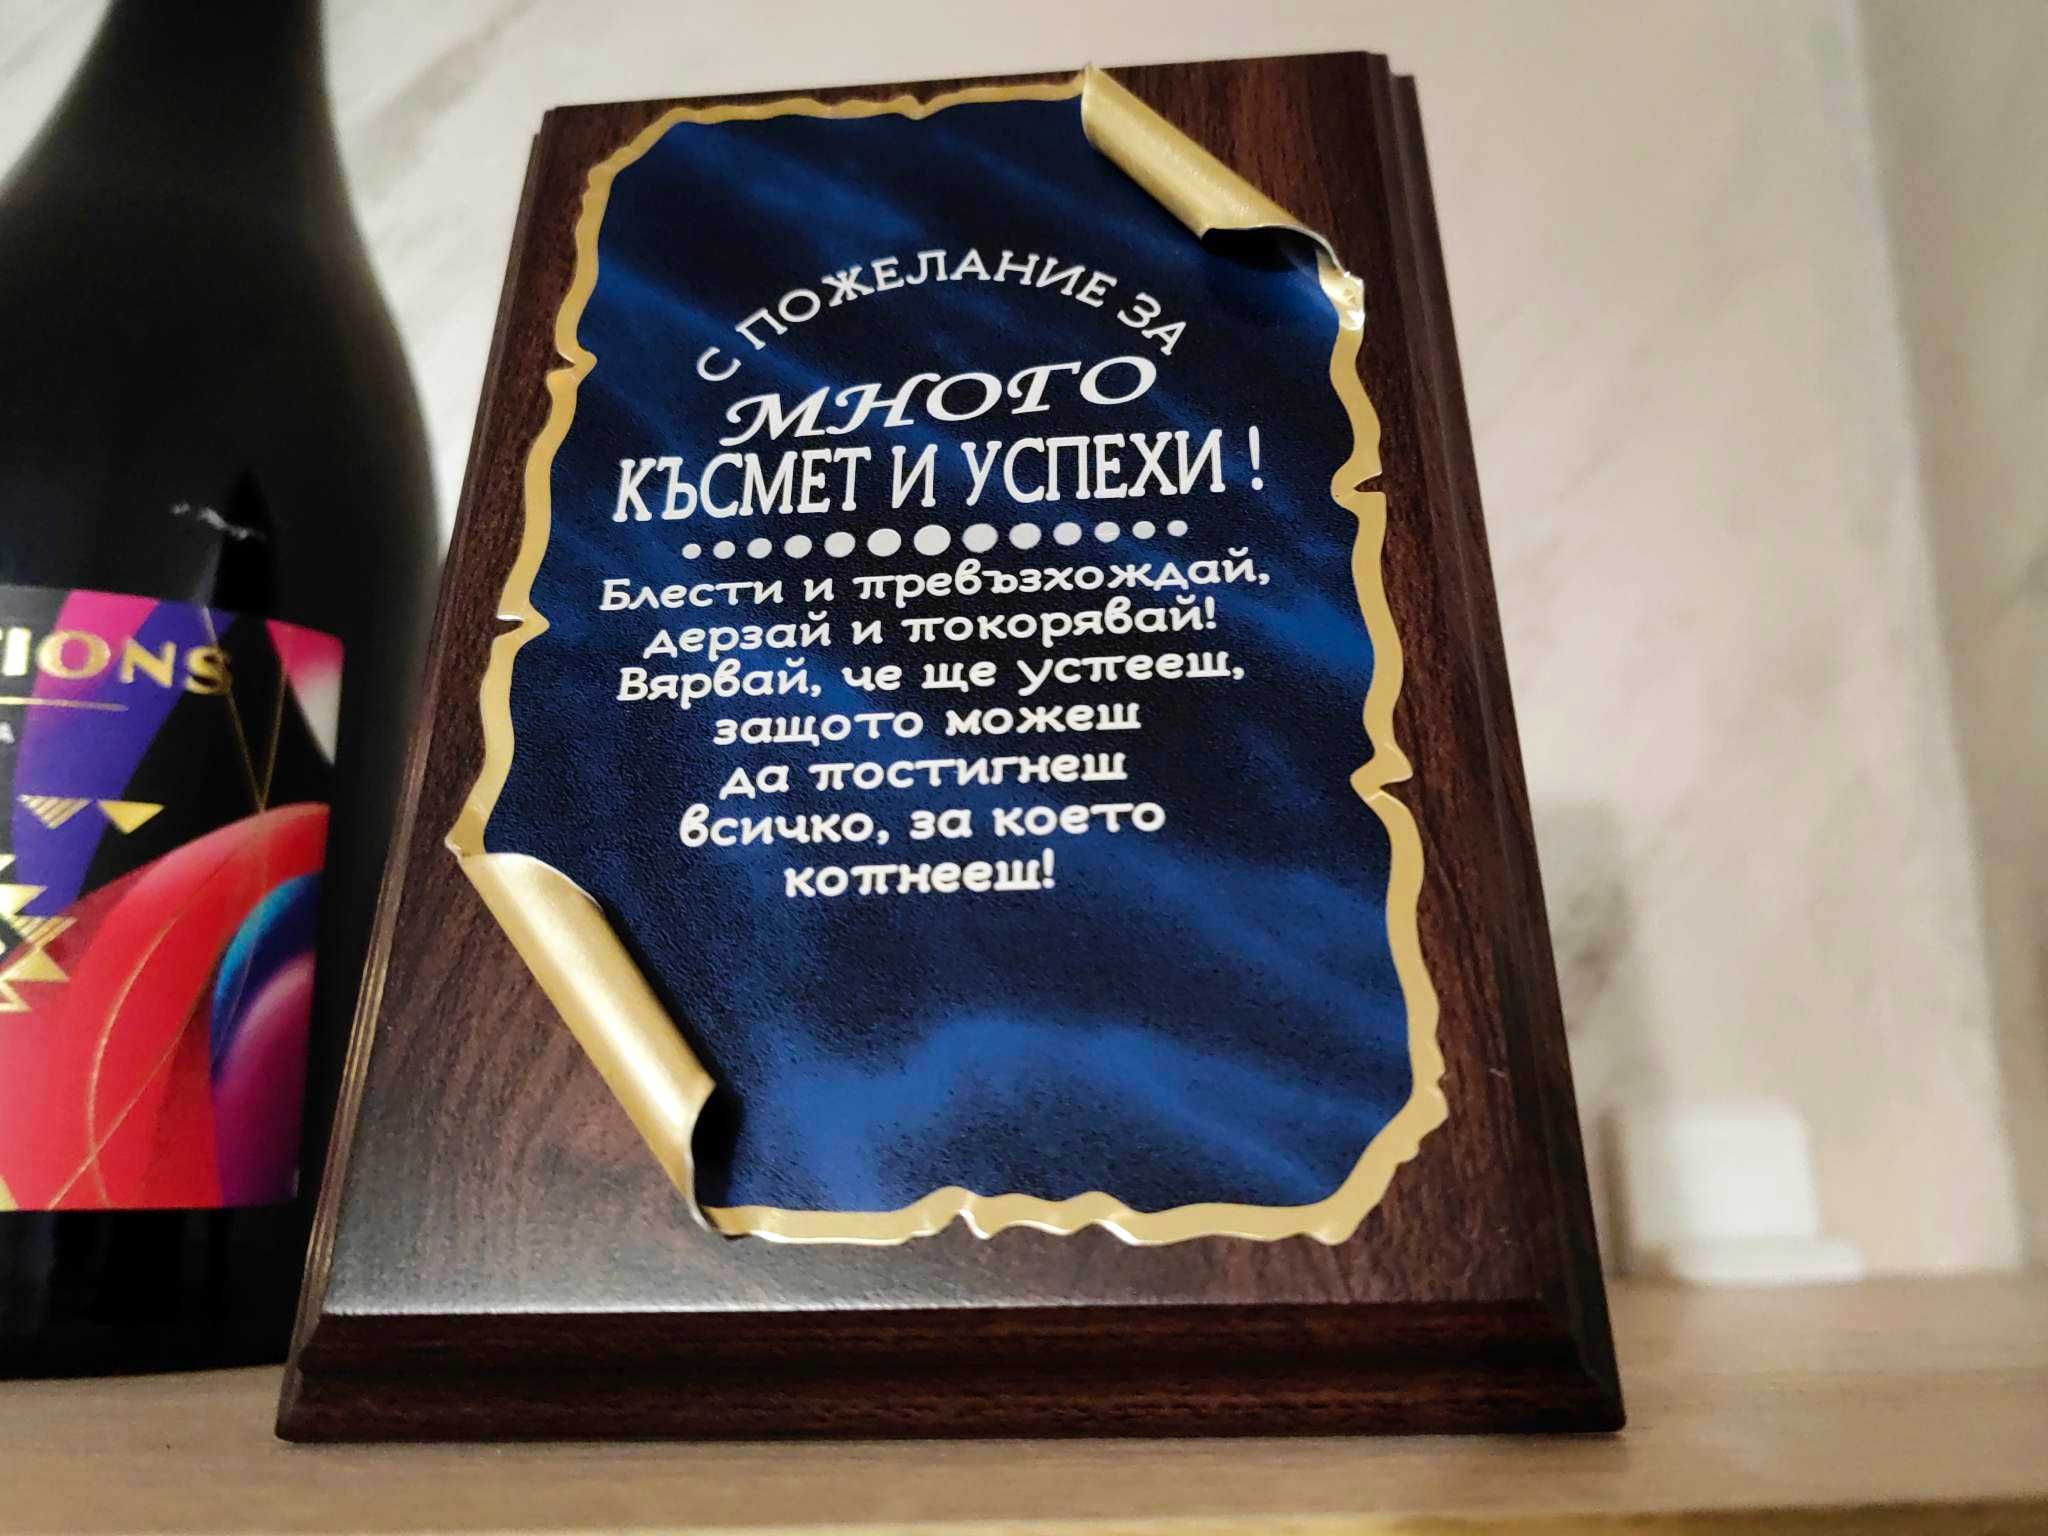 С ПОЖЕЛАНИЕ ЗА
МНОГО
КЪСМЕТ И УСПЕХИ !
Блести и превъзхождай,
дерзай и покорявай!
Вярвай, че ще успееш,
защото можеш
да постигнеш
всичко, за което
копнееш!
TIONS